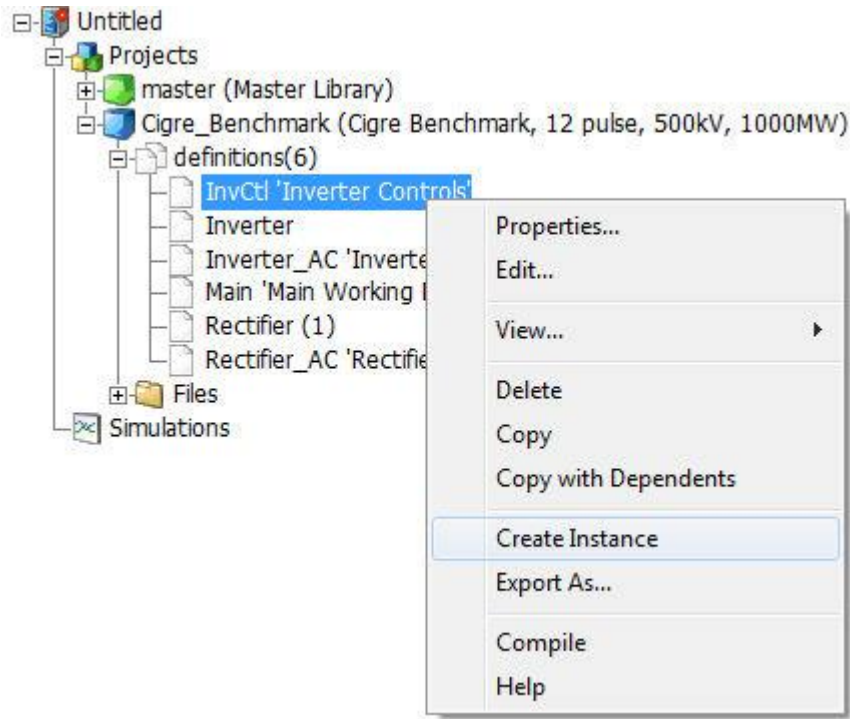 Untitled
Projects
master (Master Library)
Cigre_Benchmark (Cigre Benchmark, 12 pulse, 500kV, 1000MW)
definitions(6)
InvCtl 'Inverter Controls'
Inverter
Inverter_AC 'Inverte
Main 'Main Working
Rectifier (1)
Rectifier_AC 'Rectifie
Files
Simulations
Properties...
Edit...
View...
Delete
Copy
Copy with Dependents
Create Instance
Export As...
Compile
Help